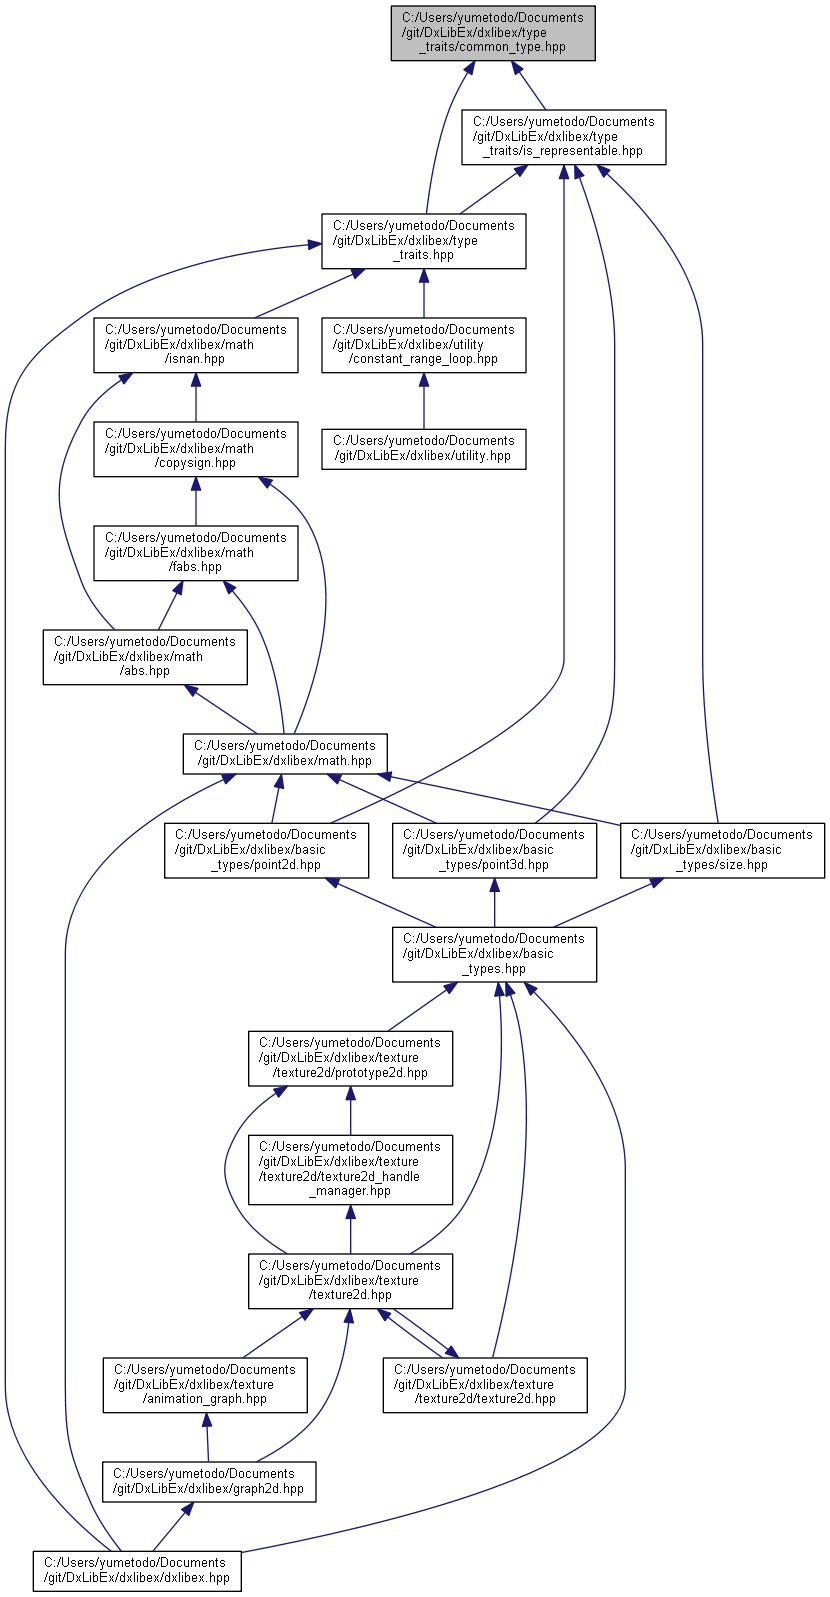 C:/Users/yumetodo/Documents
/git/DxLibEx/dxlibex/type
_traits/common_type.hpp
C:/Users/yumetodo/Documents
/git/DxLibEx/dxlibex/type
_traits/is_representable.hpp
C:/Users/yumetodo/Documents
/git/DxLibEx/dxlibex/type
_traits.hpp
C:/Users/yumetodo/Documents
/git/DxLibEx/dxlibex/math
/isnan.hpp
C:/Users/yumetodo/Documents
/git/DxLibEx/dxlibex/utility
/constant_range_loop.hpp
C:/Users/yumetodo/Documents
/git/DxLibEx/dxlibex/math
/copysign.hpp
C:/Users/yumetodo/Documents
/git/DxLibEx/dxlibex/utility.hpp
C:/Users/yumetodo/Documents
/git/DxLibEx/dxlibex/math
/fabs.hpp
C:/Users/yumetodo/Documents
/git/DxLibEx/dxlibex/math
/abs.hpp
C:/Users/yumetodo/Documents
/git/DxLibEx/dxlibex/math.hpp
C:/Users/yumetodo/Documents
/git/DxLibEx/dxlibex/basic
_types/point2d.hpp
C:/Users/yumetodo/Documents
/git/DxLibEx/dxlibex/basic
_types/point3d.hpp
C:/Users/yumetodo/Documents
/git/DxLibEx/dxlibex/basic
_types/size.hpp
C:/Users/yumetodo/Documents
/git/DxLibEx/dxlibex/basic
_types.hpp
C:/Users/yumetodo/Documents
/git/DxLibEx/dxlibex/texture
/texture2d/prototype2d.hpp
C:/Users/yumetodo/Documents
/git/DxLibEx/dxlibex/texture
/texture2d/texture2d_handle
_manager.hpp
C:/Users/yumetodo/Documents
/git/DxLibEx/dxlibex/texture
/texture2d.hpp
C:/Users/yumetodo/Documents
/git/DxLibEx/dxlibex/texture
/animation_graph.hpp
C:/Users/yumetodo/Documents
/git/DxLibEx/dxlibex/texture
/texture2d/texture2d.hpp
C:/Users/yumetodo/Documents
/git/DxLibEx/dxlibex/graph2d.hpp
C:/Users/yumetodo/Documents
/git/DxLibEx/dxlibex/dxlibex.hpp